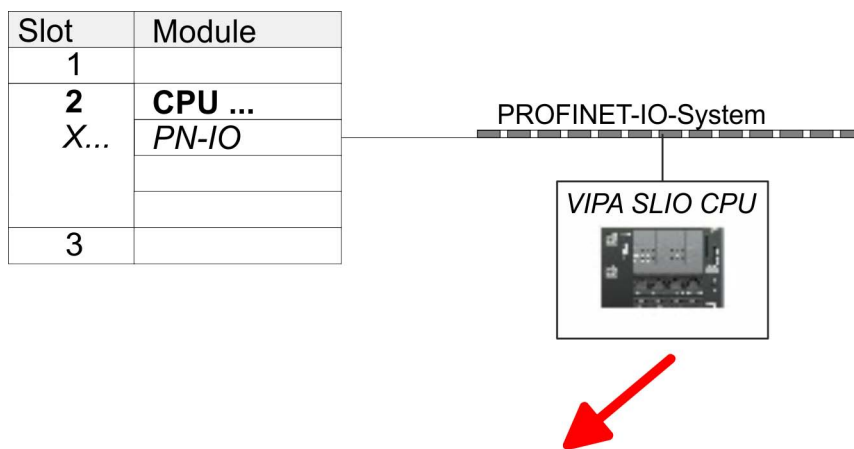 Slot Module
1
2 CPU ...
X... PN-IO
3
PROFINET-IO-System
VIPA SLIO CPU